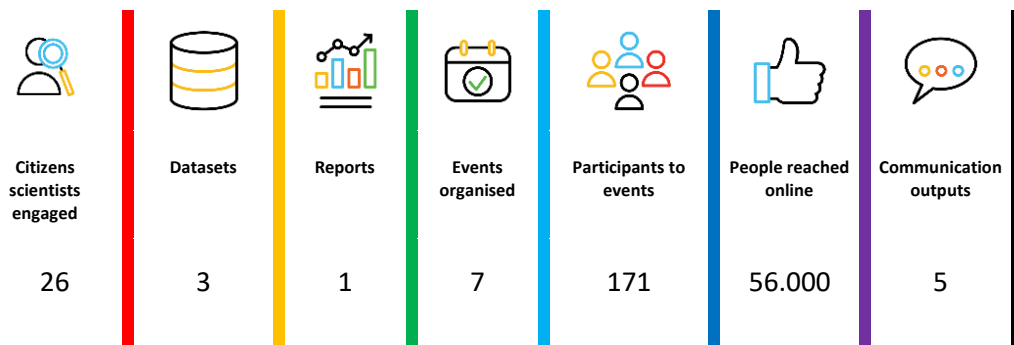 Citizens
scientists
engaged
26
Datasets
3
Reports
1
Events
organised
7
Participants to
events
171
People reached
online
56.000
Communication
outputs
5